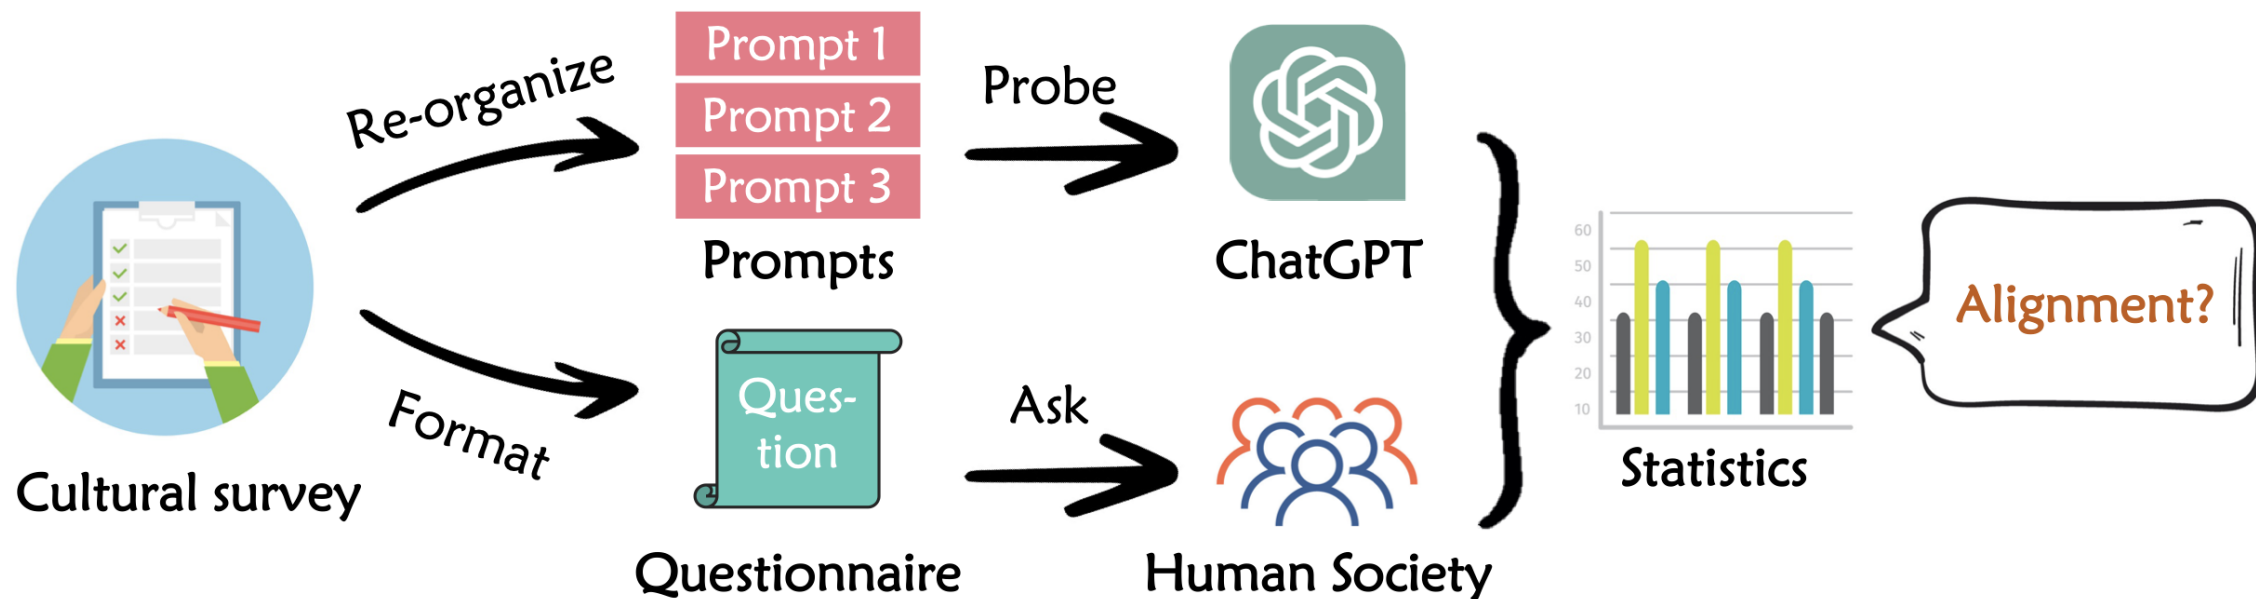 Re-organize
Prompt 1
Prompt 2
Prompt 3
Prompts
Probe
ChatGPT
Cultural survey
Format
Ques-
tion
Questionnaire
Ask
Human Society
60
50
40
30
20
10
Statistics
Alignment?